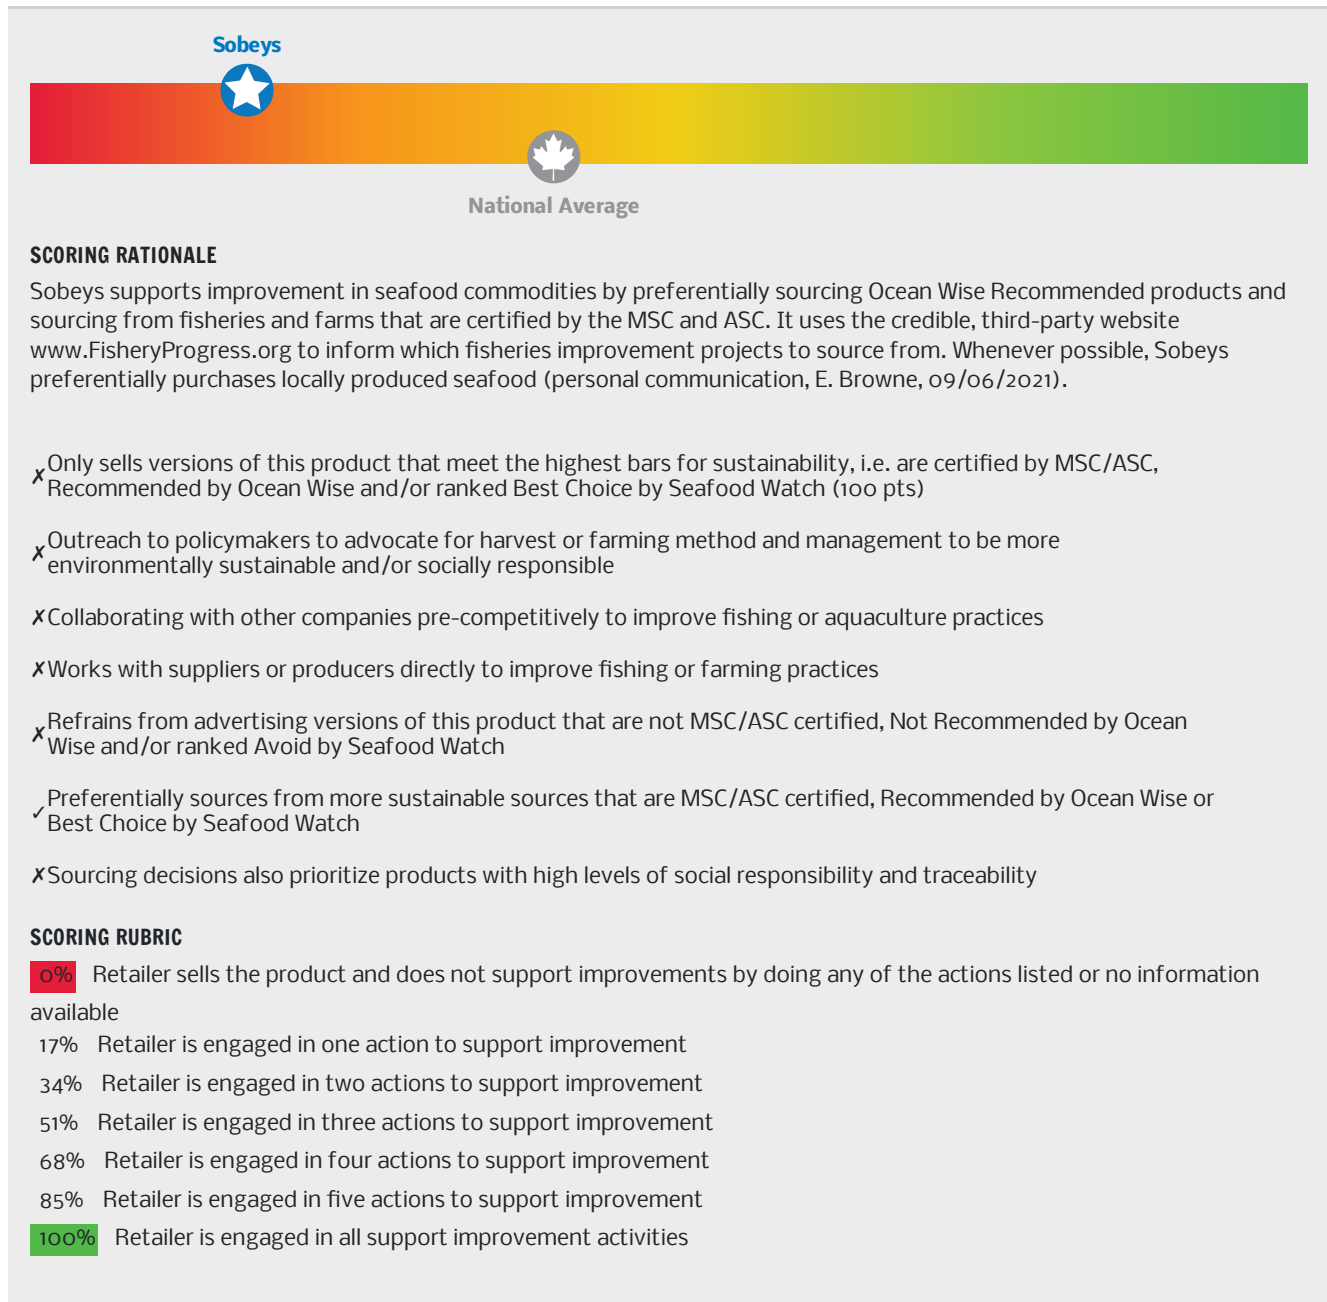 Sobeys
National Average
SCORING RATIONALE
Sobeys supports improvement in seafood commodities by preferentially sourcing Ocean Wise Recommended products and
sourcing from fisheries and farms that are certified by the MSC and ASC. It uses the credible, third-party website
www.FisheryProgress.org to inform which fisheries improvement projects to source from. Whenever possible, Sobeys
preferentially purchases locally produced seafood (personal communication, E. Browne, 09/06/2021).
✗ Only sells versions of this product that meet the highest bars for sustainability, i.e. are certified by MSC/ASC,
Recommended by Ocean Wise and/or ranked Best Choice by Seafood Watch (100 pts)
✗ Outreach to policymakers to advocate for harvest or farming method and management to be more
environmentally sustainable and/or socially responsible
✗ Collaborating with other companies pre-competitively to improve fishing or aquaculture practices
✗ Works with suppliers or producers directly to improve fishing or farming practices
✗ Refrains from advertising versions of this product that are not MSC/ASC certified, Not Recommended by Ocean
Wise and/or ranked Avoid by Seafood Watch
✓ Preferentially sources from more sustainable sources that are MSC/ASC certified, Recommended by Ocean Wise or
Best Choice by Seafood Watch
✗ Sourcing decisions also prioritize products with high levels of social responsibility and traceability
SCORING RUBRIC
0% Retailer sells the product and does not support improvements by doing any of the actions listed or no information
available
17% Retailer is engaged in one action to support improvement
34% Retailer is engaged in two actions to support improvement
51% Retailer is engaged in three actions to support improvement
68% Retailer is engaged in four actions to support improvement
85% Retailer is engaged in five actions to support improvement
100% Retailer is engaged in all support improvement activities